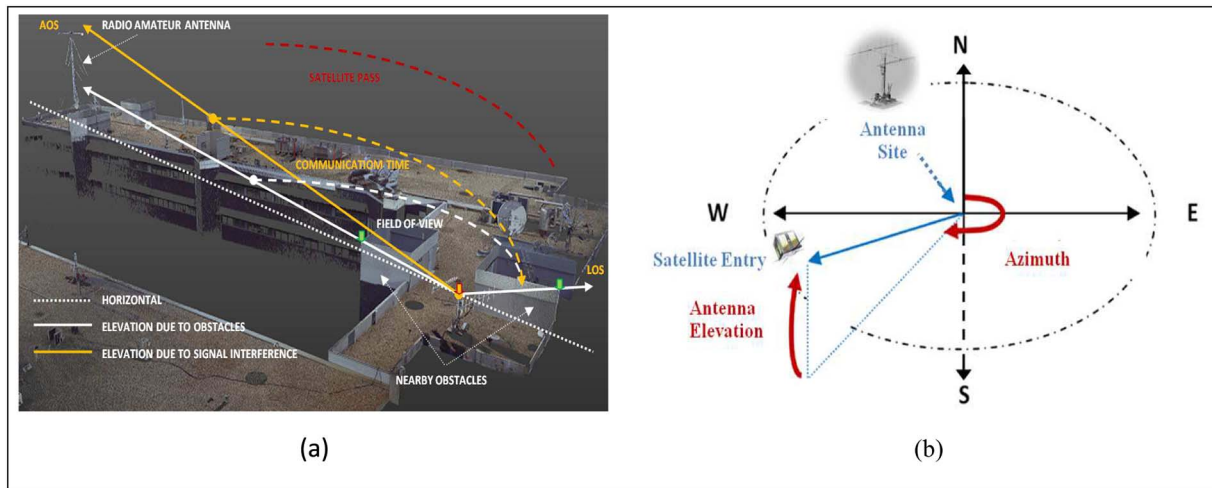 AOS
RADIO AMATEUR ANTENNA
SATELLITE PASS
COMMUNICATIOM TIME
FIELD OF-VIEW
LOS
HORIZONTAL
ELEVATION DUE TO OBSTACLES
ELEVATION DUE TO SIGNAL INTERFERENCE
NEARBY OBSTACLES
(a)
N
Antenna
Site
W
E
Satellite Entry
Azimuth
Antenna
Elevation
S
(b)